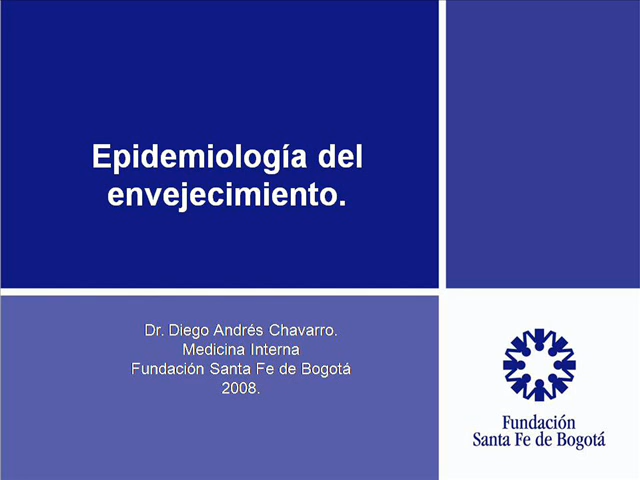 Epidemiología del
envejecimiento.
Dr. Diego Andrés Chavarro.
Medicina Interna
Fundación Santa Fe de Bogotá
2008.
Fundación
Santa Fe de Bogotá